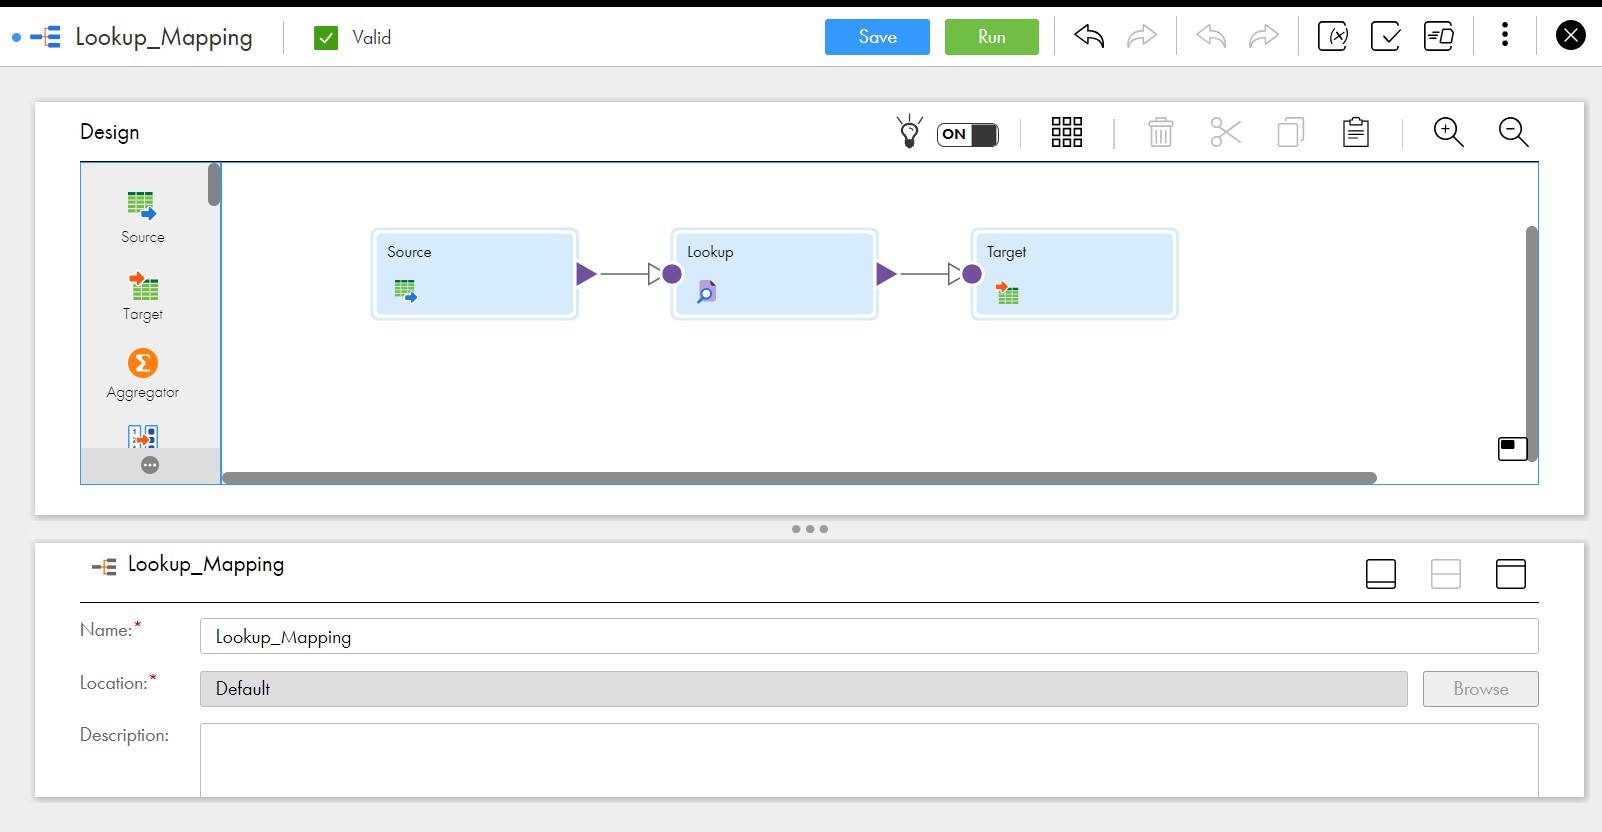 Lookup_Mapping
Valid
Save
Run
Design
ON
Source
Target
Aggregator
Source
Lookup
Target
Lookup_Mapping
Name:*
Lookup_Mapping
Location:*
Default
Browse
Description: